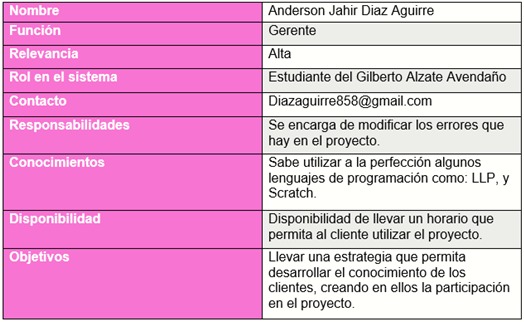 Nombre Anderson Jahir Diaz Aguirre
Función Gerente
Relevancia Alta
Rol en el sistema Estudiante del Gilberto Alzate Avendaño
Contacto Diazaguirre858@gmail.com
Responsabilidades Se encarga de modificar los errores que
hay en el proyecto.
Conocimientos Sabe utilizar a la perfección algunos
lenguajes de programación como: LLP, y
Scratch.
Disponibilidad Disponibilidad de llevar un horario que
permita al cliente utilizar el proyecto.
Objetivos Llevar una estrategia que permita
desarrollar el conocimiento de los
clientes, creando en ellos la participación
en el proyecto.